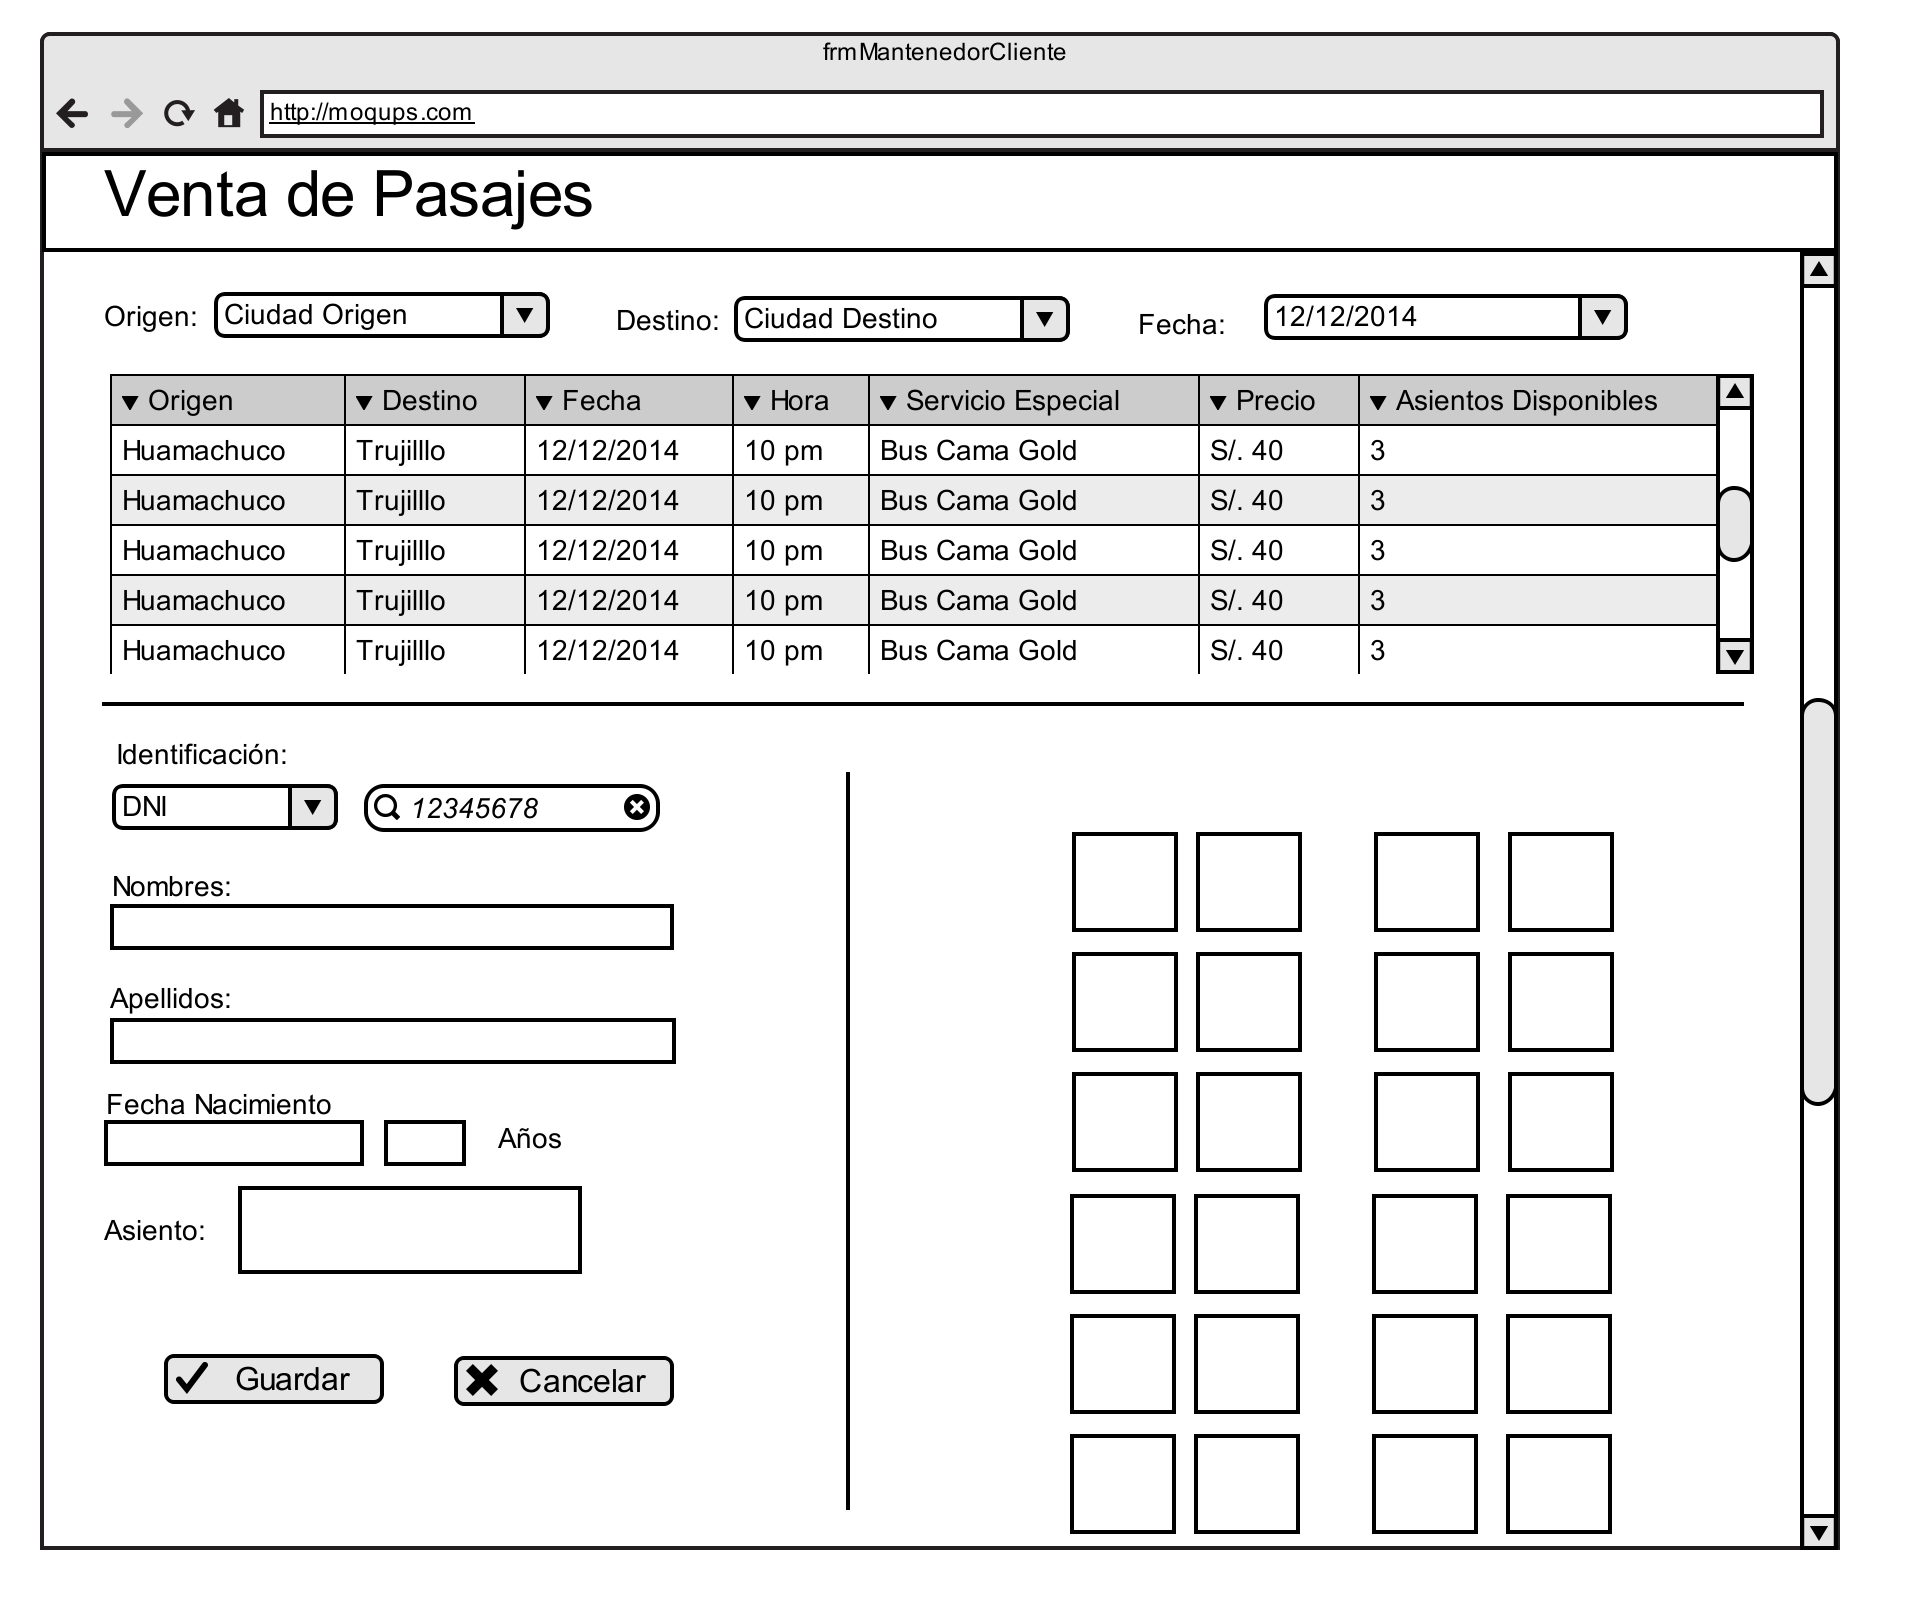 frmMantenedorCliente
http://moqups.com
Venta de Pasajes
Origen: Ciudad Origen Destino: Ciudad Destino Fecha: 12/12/2014
Origen Destino Fecha Hora Servicio Especial Precio Asientos Disponibles
Huamachuco Trujilllo 12/12/2014 10 pm Bus Cama Gold S/. 40 3
Huamachuco Trujilllo 12/12/2014 10 pm Bus Cama Gold S/. 40 3
Huamachuco Trujilllo 12/12/2014 10 pm Bus Cama Gold S/. 40 3
Huamachuco Trujilllo 12/12/2014 10 pm Bus Cama Gold S/. 40 3
Huamachuco Trujilllo 12/12/2014 10 pm Bus Cama Gold S/. 40 3
Identificación:
DNI 12345678
Nombres:
Apellidos:
Fecha Nacimiento
Años
Asiento:
Guardar Cancelar